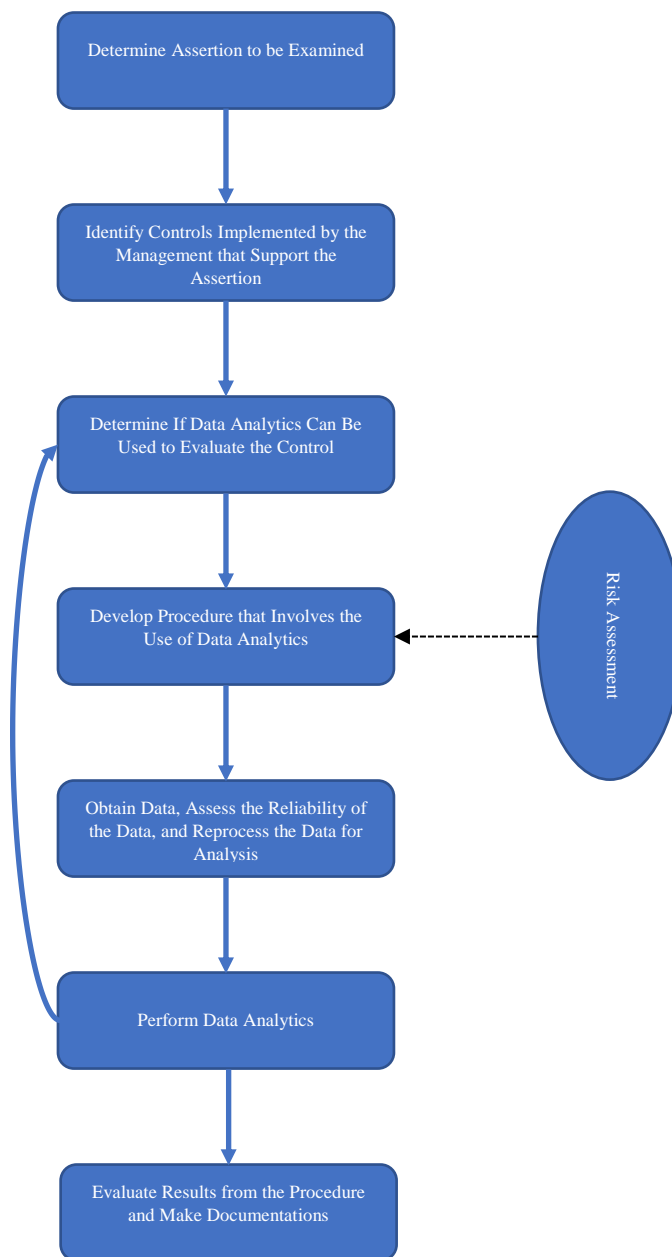 Determine Assertion to be Examined
Identify Controls Implemented by the
Management that Support the
Assertion
Determine If Data Analytics Can Be
Used to Evaluate the Control
Develop Procedure that Involves the
Use of Data Analytics
Risk Assessment
Obtain Data, Assess the Reliability of
the Data, and Reprocess the Data for
Analysis
Perform Data Analytics
Evaluate Results from the Procedure
and Make Documentations